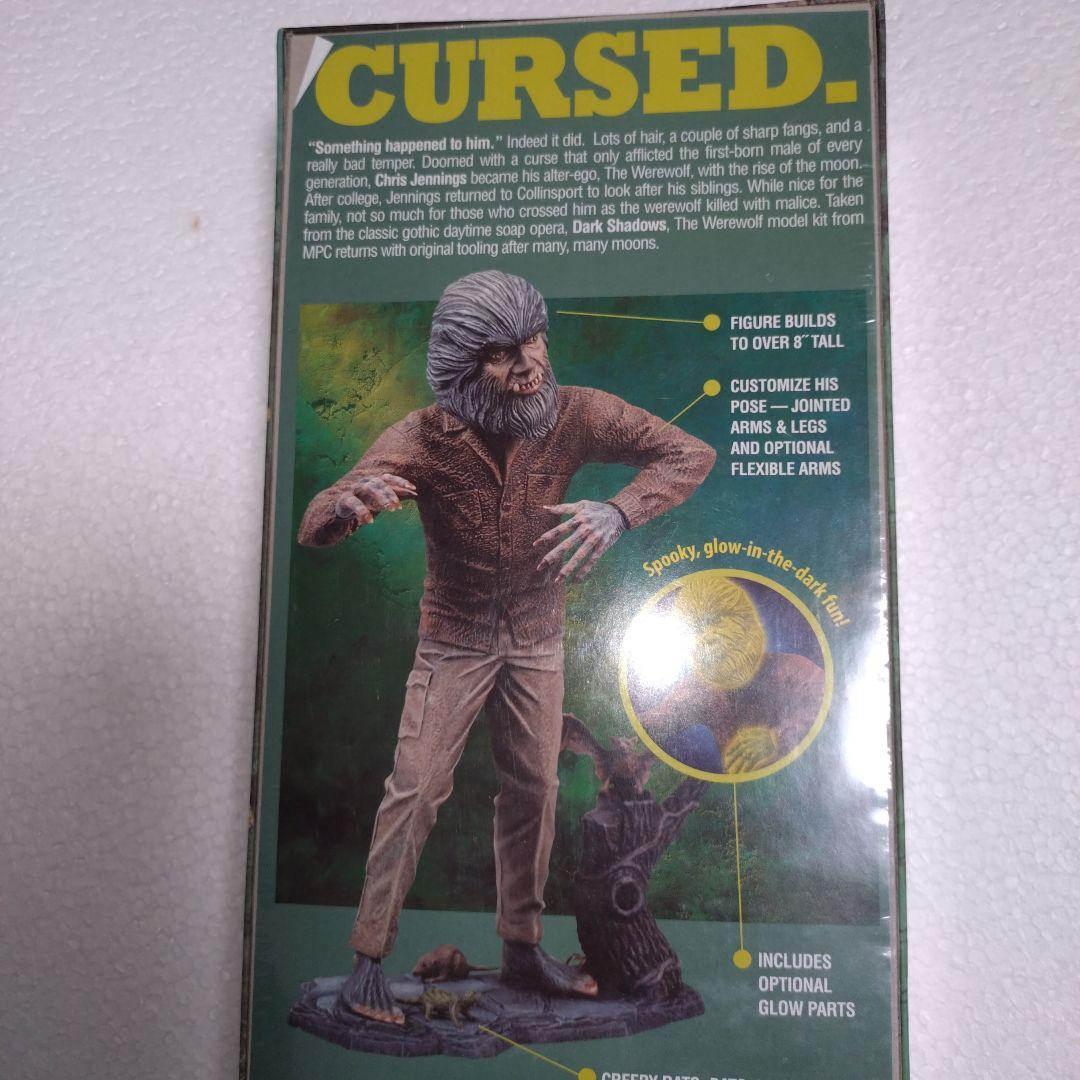 CURSED.
“Something happened to him.” Indeed it did. Lots of hair, a couple of sharp fangs, and a
really bad temper. Doomed with a curse that only afflicted the first-born male of every
generation, Chris Jennings became his alter-ego, The Werewolf, with the rise of the moon.
After college, Jennings returned to Collinsport to look after his siblings. While nice for the
family, not so much for those who crossed him as the werewolf killed with malice. Taken
from the classic gothic daytime soap opera, Dark Shadows, The Werewolf model kit from
MPC returns with original tooling after many, many moons.
FIGURE BUILDS
TO OVER 8˝ TALL
CUSTOMIZE HIS
POSE — JOINTED
ARMS & LEGS
AND OPTIONAL
FLEXIBLE ARMS
Spooky, glow-in-the-dark fun!
INCLUDES
OPTIONAL
GLOW PARTS
CREEPY RATS,